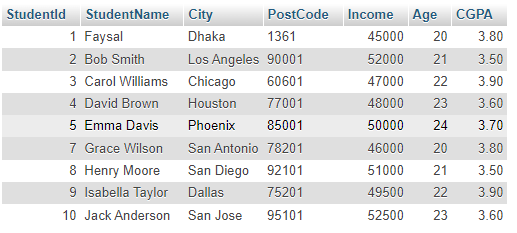 StudentId StudentName City PostCode Income Age CGPA
1 Faysal Dhaka 1361 45000 20 3.80
2 Bob Smith Los Angeles 90001 52000 21 3.50
3 Carol Williams Chicago 60601 47000 22 3.90
4 David Brown Houston 77001 48000 23 3.60
5 Emma Davis Phoenix 85001 50000 24 3.70
7 Grace Wilson San Antonio 78201 46000 20 3.80
8 Henry Moore San Diego 92101 51000 21 3.50
9 Isabella Taylor Dallas 75201 49500 22 3.90
10 Jack Anderson San Jose 95101 52500 23 3.60